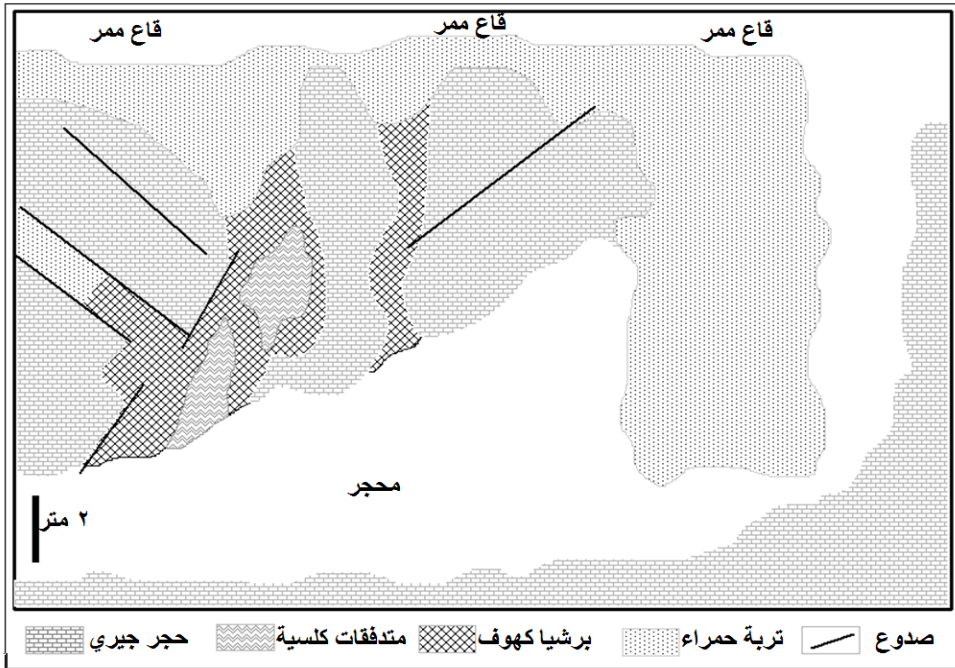 قاع ممر
قاع ممر
قاع ممر
محجر
٢ متر
صدوع
تربة حمراء
برشيا كهوف
متدفقات كلسية
حجر جيري